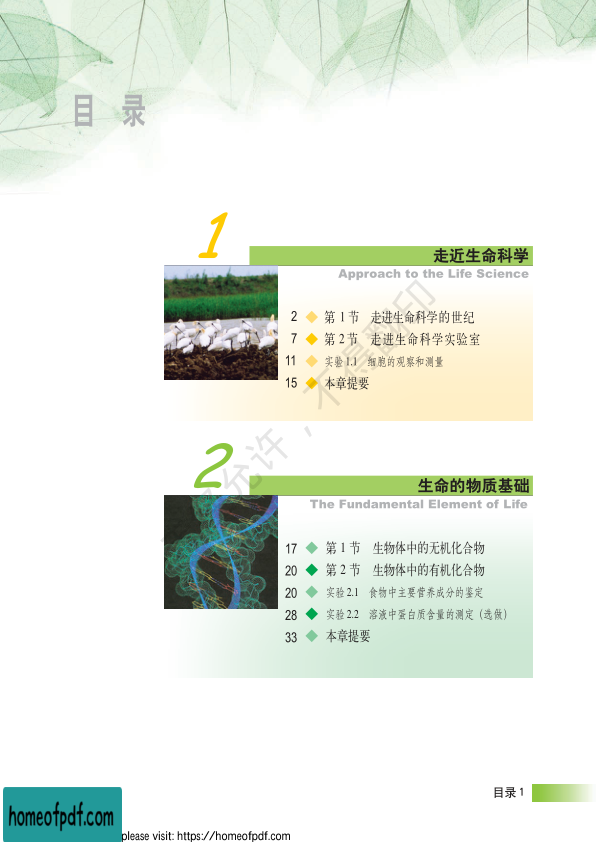 目 录
1
走近生命科学
Approach to the Life Science
2 第 1 节 走进生命科学的世纪
7 第 2 节 走进生命科学实验室
11 实验 1.1 细胞的观察和测量
15 本章提要
2
生命的物质基础
The Fundamental Element of Life
17 第 1 节 生物体中的无机化合物
20 第 2 节 生物体中的有机化合物
20 实验 2.1 食物中主要营养成分的鉴定
28 实验 2.2 溶液中蛋白质含量的测定（选做）
33 本章提要
允许，不得翻印
目录 1
homeofpdf.com
please visit: https://homeofpdf.com